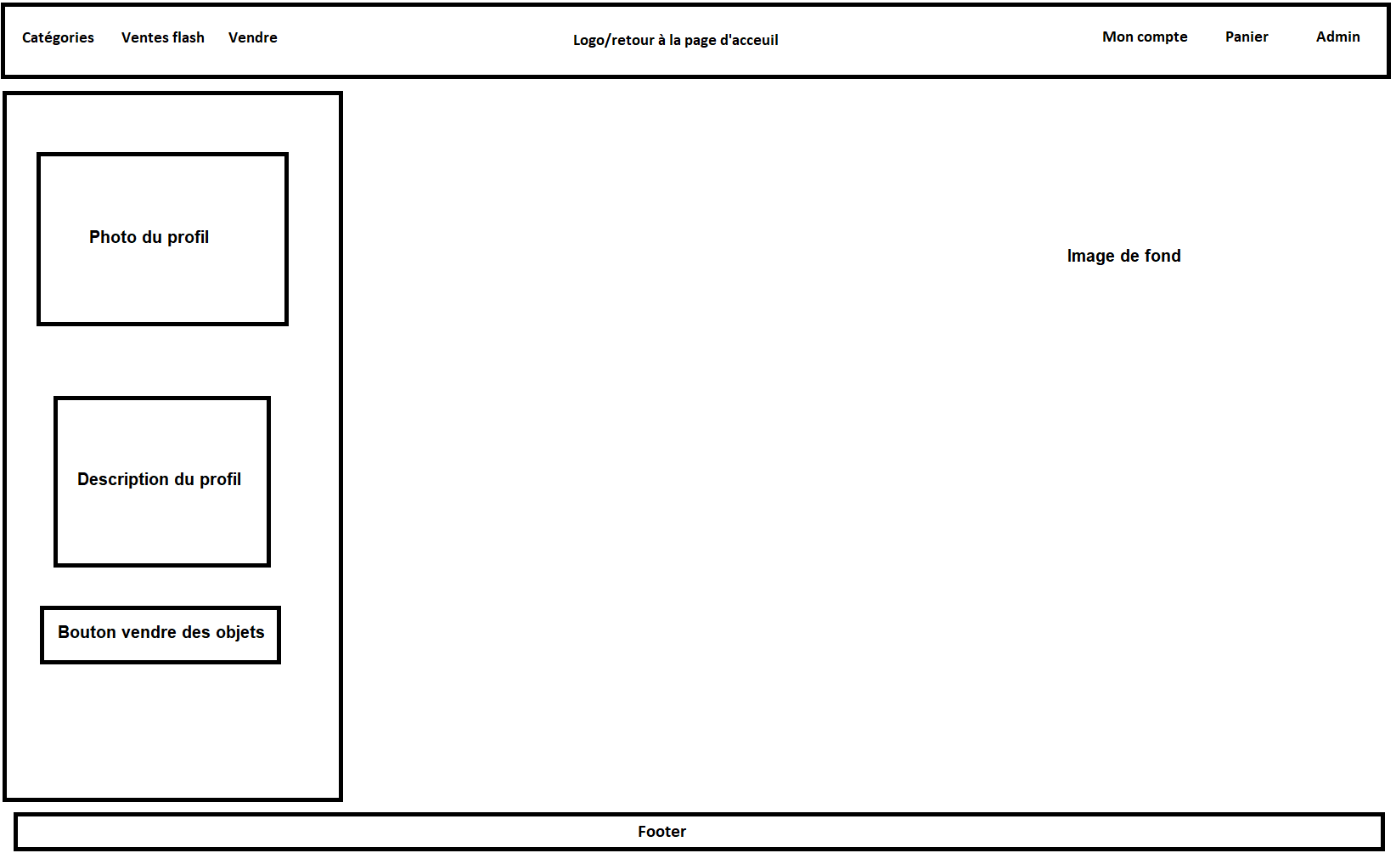 Catégories
Ventes flash
Vendre
Logo/retour à la page d'acceuil
Mon compte
Panier
Admin
Photo du profil
Image de fond
Description du profil
Bouton vendre des objets
Footer